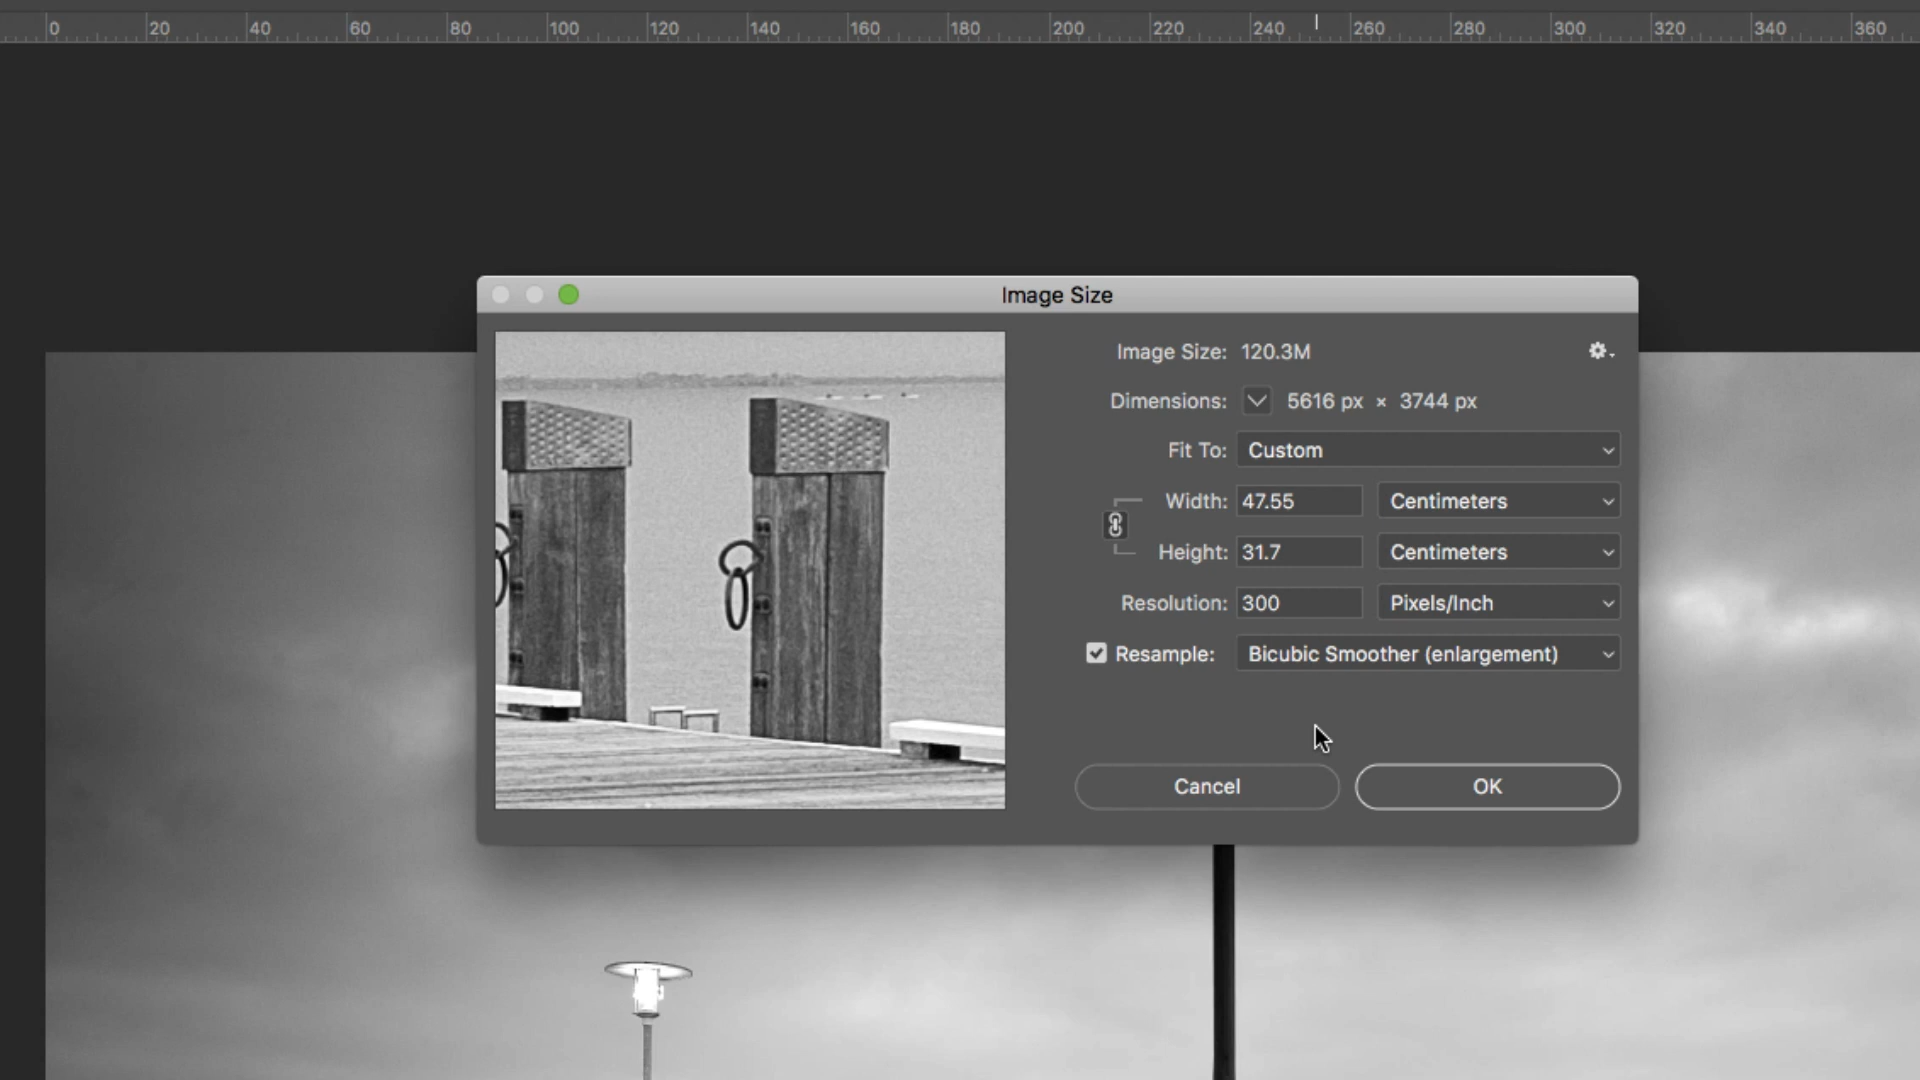 0 20 40 60 80 100 120 140 160 180 200 220 240 260 280 300 320 340 360
Image Size
Image Size: 120.3M
Dimensions: 5616 px × 3744 px
Fit To: Custom
Width: 47.55 Centimeters
Height: 31.7 Centimeters
Resolution: 300 Pixels/Inch
Resample: Bicubic Smoother (enlargement)
Cancel OK